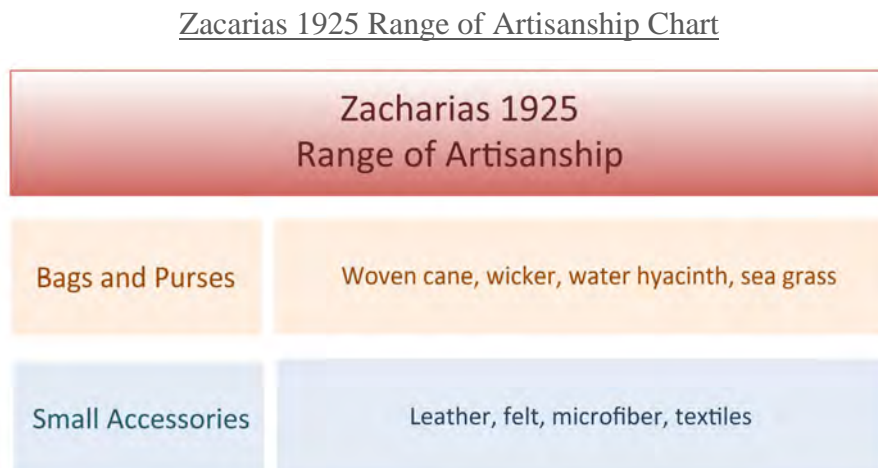 Zacarias 1925 Range of Artisanship Chart
Zacharias 1925
Range of Artisanship
Bags and Purses
Woven cane, wicker, water hyacinth, sea grass
Small Accessories
Leather, felt, microfiber, textiles